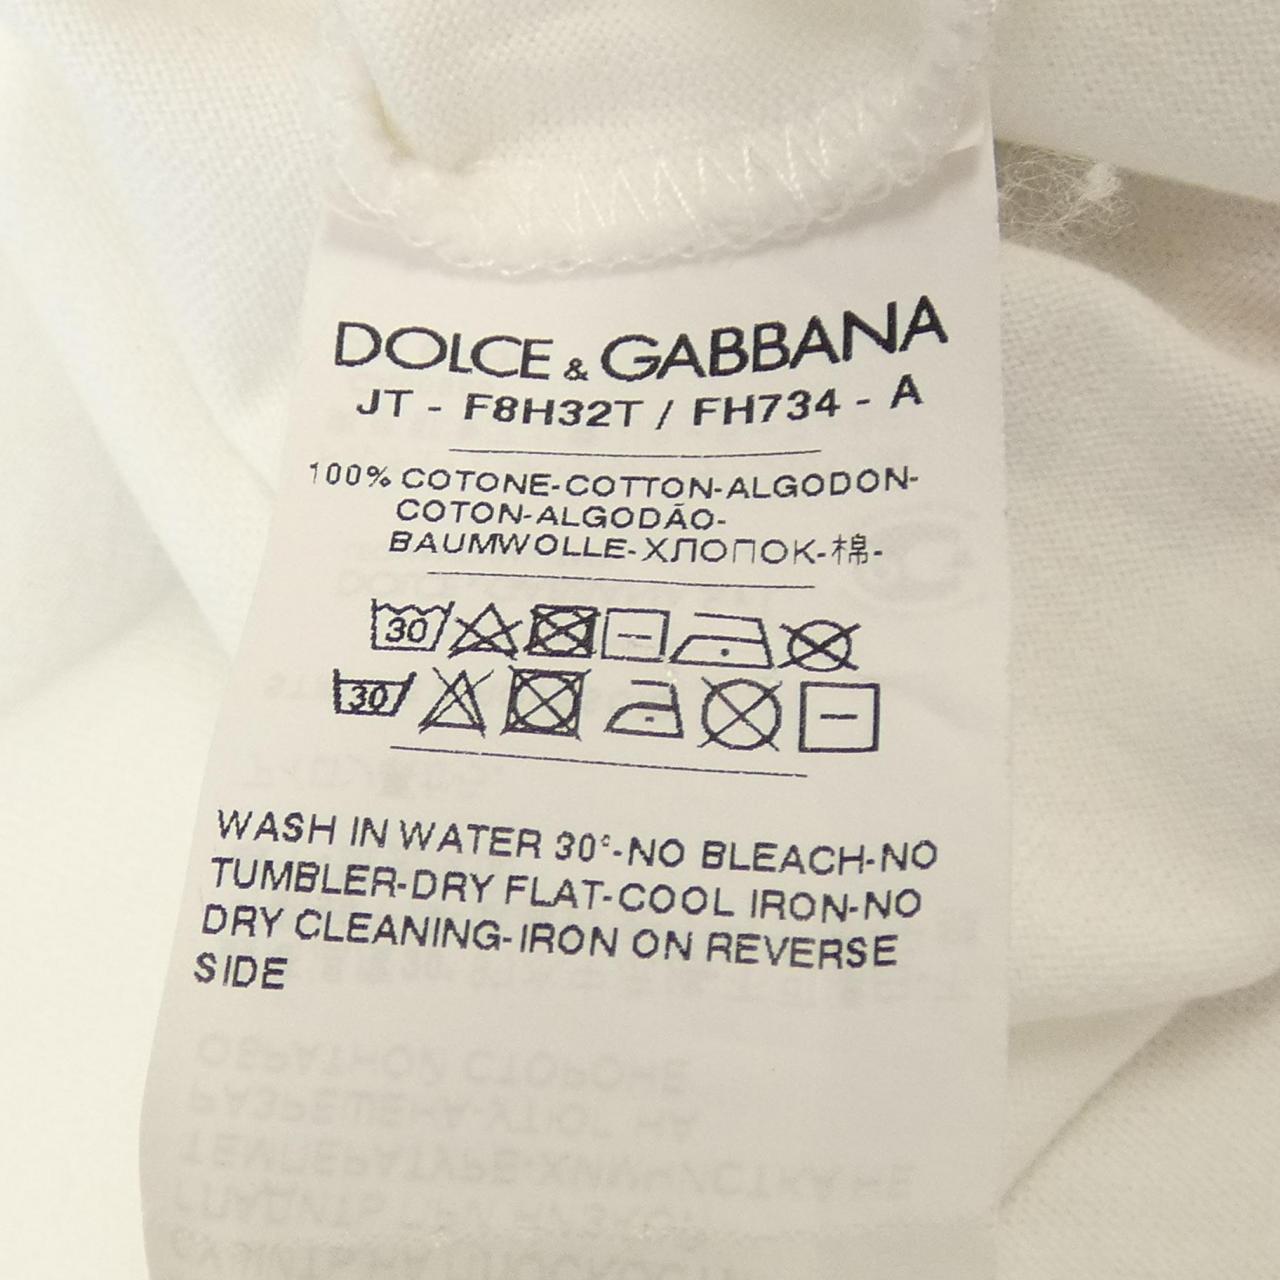 DOLCE & GABBANA
JT - F8H32T / FH734 - A
100% COTONE-COTTON-ALGODON-
COTON-ALGODÃO-
BAUMWOLLE-ХЛОПОК-棉-
30
30
WASH IN WATER 30°-NO BLEACH-NO
TUMBLER-DRY FLAT-COOL IRON-NO
DRY CLEANING-IRON ON REVERSE
SIDE